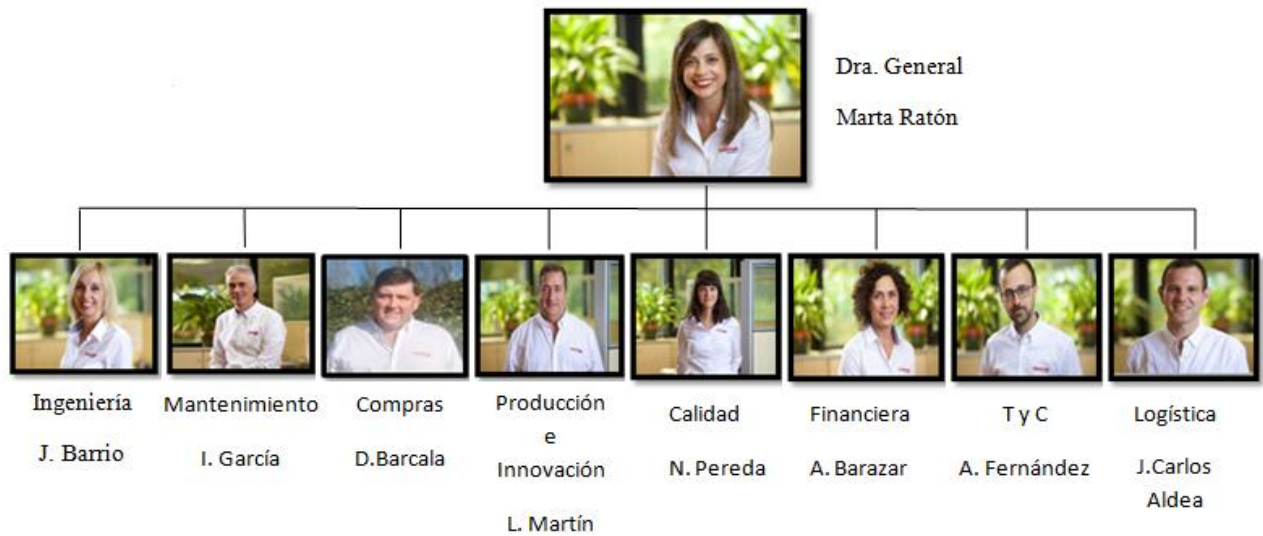 Dra. General
Marta Ratón
Ingeniería
J. Barrio
Mantenimiento
I. García
Compras
D.Barcala
Producción
e
Innovación
L. Martín
Calidad
N. Pereda
Financiera
A. Barazar
T y C
A. Fernández
Logística
J.Carlos
Aldea